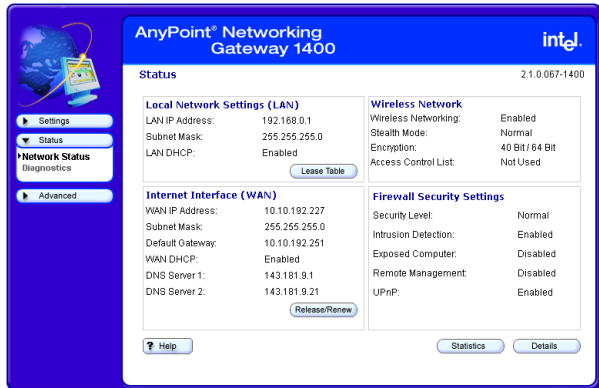 AnyPoint® Networking
Gateway 1400
intel.
Status
2.1.0.067-1400
Settings
Status
Network Status
Diagnostics
Advanced
Local Network Settings (LAN)
LAN IP Address: 192.168.0.1
Subnet Mask: 255.255.255.0
LAN DHCP: Enabled
Lease Table
Wireless Network
Wireless Networking: Enabled
Stealth Mode: Normal
Encryption: 40 Bit / 64 Bit
Access Control List: Not Used
Internet Interface (WAN)
WAN IP Address: 10.10.192.227
Subnet Mask: 255.255.255.0
Default Gateway: 10.10.192.251
WAN DHCP: Enabled
DNS Server 1: 143.181.9.1
DNS Server 2: 143.181.9.21
Release/Renew
Firewall Security Settings
Security Level: Normal
Intrusion Detection: Enabled
Exposed Computer: Disabled
Remote Management: Disabled
UPnP: Enabled
? Help
Statistics
Details